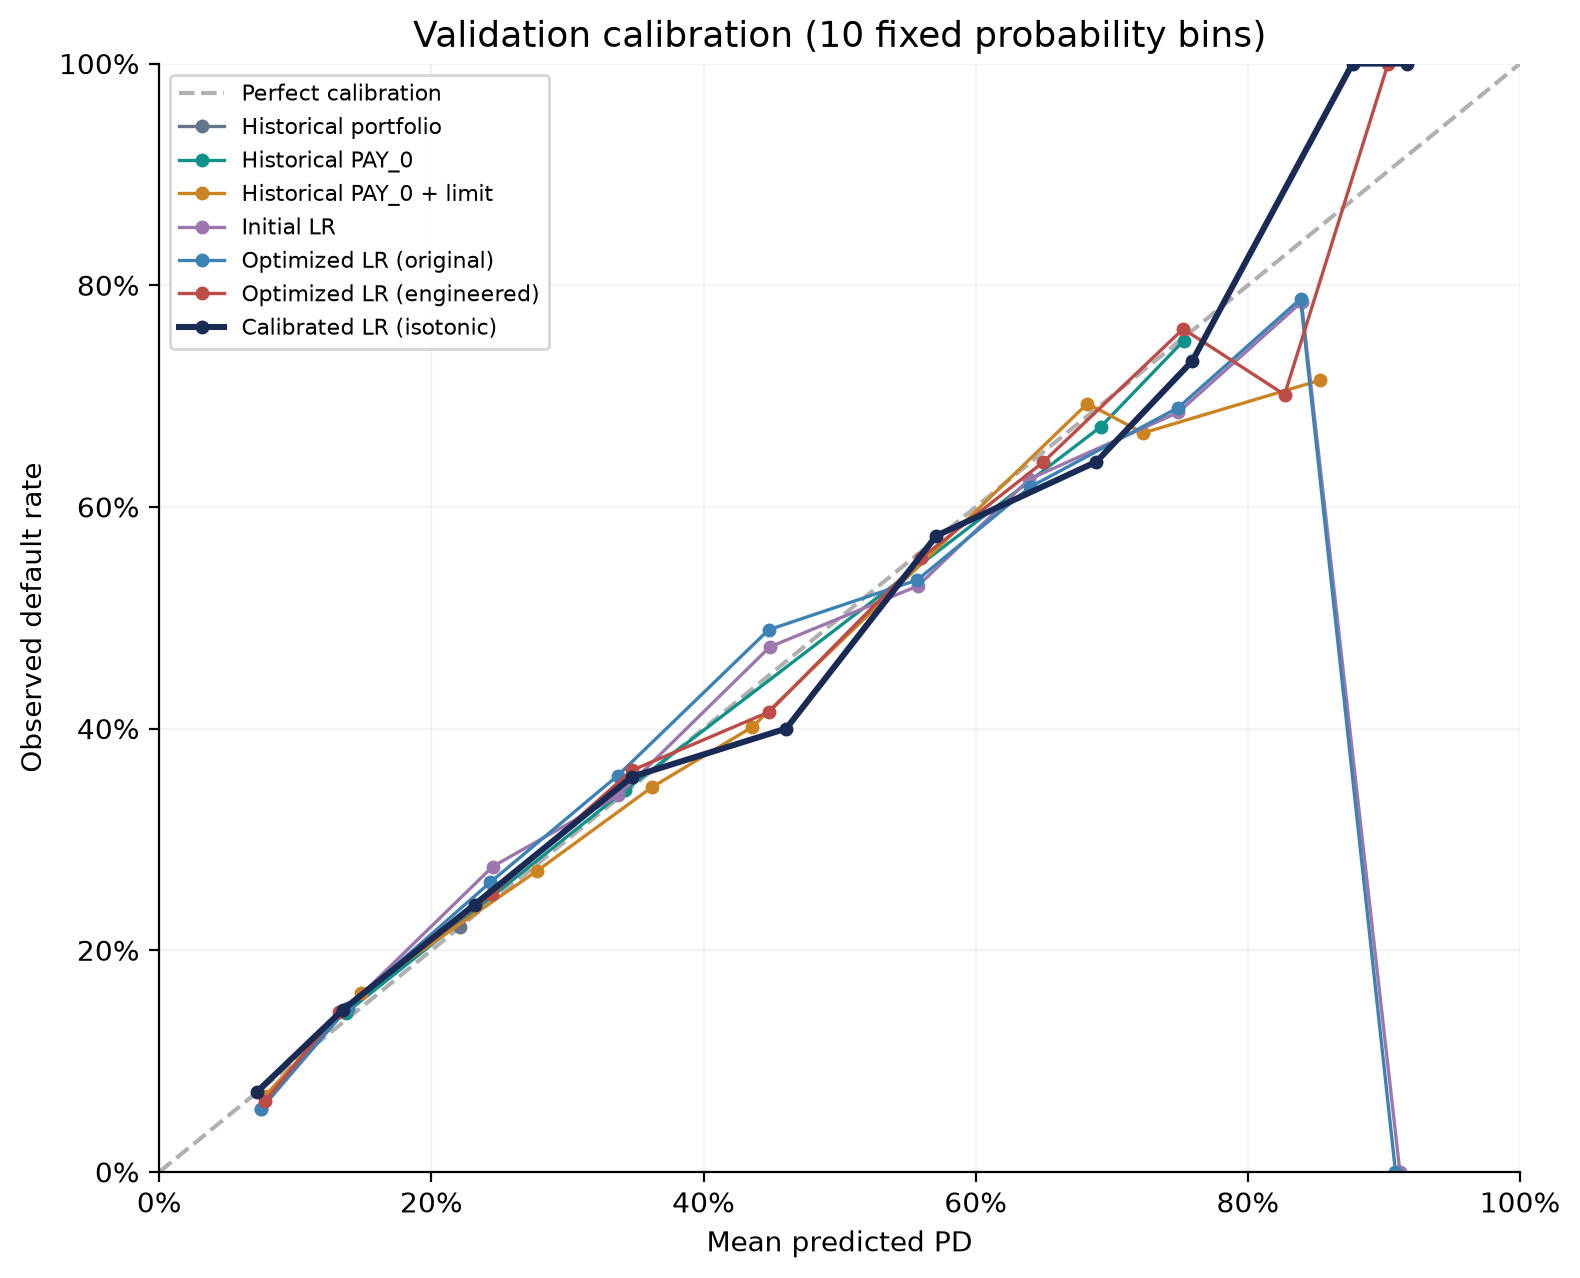 Validation calibration (10 fixed probability bins)
100%
80%
60%
40%
20%
0%
Observed default rate
Perfect calibration
Historical portfolio
Historical PAY_0
Historical PAY_0 + limit
Initial LR
Optimized LR (original)
Optimized LR (engineered)
Calibrated LR (isotonic)
0%
20%
40%
60%
80%
100%
Mean predicted PD